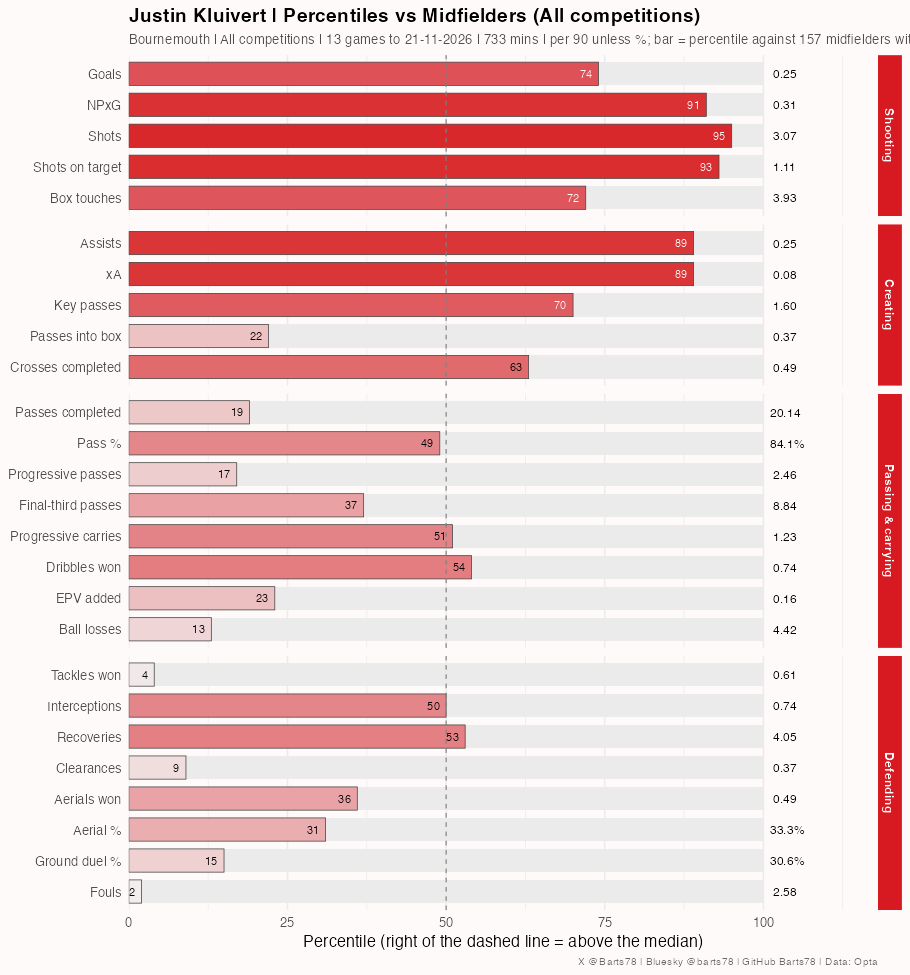 Justin Kluivert | Percentiles vs Midfielders (All competitions)
Bournemouth | All competitions | 13 games to 21-11-2026 | 733 mins | per 90 unless %; bar = percentile against 157 midfielders wit
Goals 74 0.25
NPxG 91 0.31
Shots 95 3.07
Shots on target 93 1.11
Box touches 72 3.93
Shooting
Assists 89 0.25
xA 89 0.08
Key passes 70 1.60
Passes into box 22 0.37
Crosses completed 63 0.49
Creating
Passes completed 19 20.14
Pass % 49 84.1%
Progressive passes 17 2.46
Final-third passes 37 8.84
Progressive carries 51 1.23
Dribbles won 54 0.74
EPV added 23 0.16
Ball losses 13 4.42
Passing & carrying
Tackles won 4 0.61
Interceptions 50 0.74
Recoveries 53 4.05
Clearances 9 0.37
Aerials won 36 0.49
Aerial % 31 33.3%
Ground duel % 15 30.6%
Fouls 2 2.58
Defending
0 25 50 75 100
Percentile (right of the dashed line = above the median)
X @Barts78 | Bluesky @barts78 | GitHub Barts78 | Data: Opta